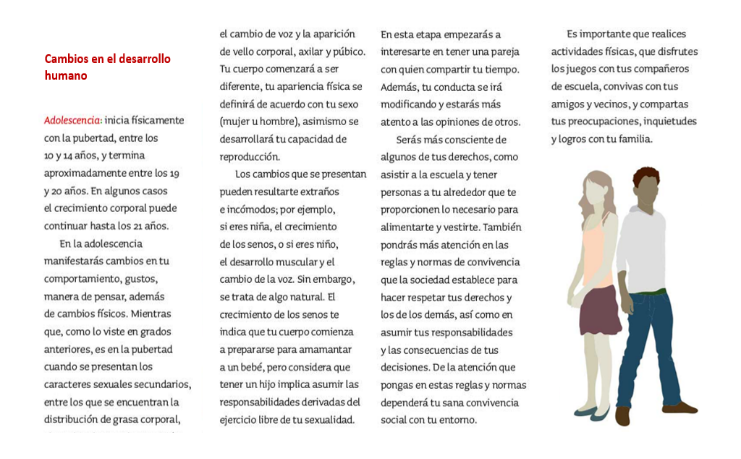 Cambios en el desarrollo
humano
Adolescencia: inicia físicamente
con la pubertad, entre los
10 y 14 años, y termina
aproximadamente entre los 19
y 20 años. En algunos casos
el crecimiento corporal puede
continuar hasta los 21 años.
En la adolescencia
manifestarás cambios en tu
comportamiento, gustos,
manera de pensar, además
de cambios físicos. Mientras
que, como lo viste en grados
anteriores, es en la pubertad
cuando se presentan los
caracteres sexuales secundarios,
entre los que se encuentran la
distribución de grasa corporal,
el cambio de voz y la aparición
de vello corporal, axilar y púbico.
Tu cuerpo comenzará a ser
diferente, tu apariencia física se
definirá de acuerdo con tu sexo
(mujer u hombre), asimismo se
desarrollará tu capacidad de
reproducción.
Los cambios que se presentan
pueden resultarte extraños
e incómodos; por ejemplo,
si eres niña, el crecimiento
de los senos, o si eres niño,
el desarrollo muscular y el
cambio de la voz. Sin embargo,
se trata de algo natural. El
crecimiento de los senos te
indica que tu cuerpo comienza
a prepararse para amamantar
a un bebé, pero considera que
tener un hijo implica asumir las
responsabilidades derivadas del
ejercicio libre de tu sexualidad.
En esta etapa empezarás a
interesarte en tener una pareja
con quien compartir tu tiempo.
Además, tu conducta se irá
modificando y estarás más
atento a las opiniones de otros.
Serás más consciente de
algunos de tus derechos, como
asistir a la escuela y tener
personas a tu alrededor que te
proporcionen lo necesario para
alimentarte y vestirte. También
pondrás más atención en las
reglas y normas de convivencia
que la sociedad establece para
hacer respetar tus derechos y
los de los demás, así como en
asumir tus responsabilidades
y las consecuencias de tus
decisiones. De la atención que
pongas en estas reglas y normas
dependerá tu sana convivencia
social con tu entorno.
Es importante que realices
actividades físicas, que disfrutes
los juegos con tus compañeros
de escuela, convivas con tus
amigos y vecinos, y compartas
tus preocupaciones, inquietudes
y logros con tu familia.